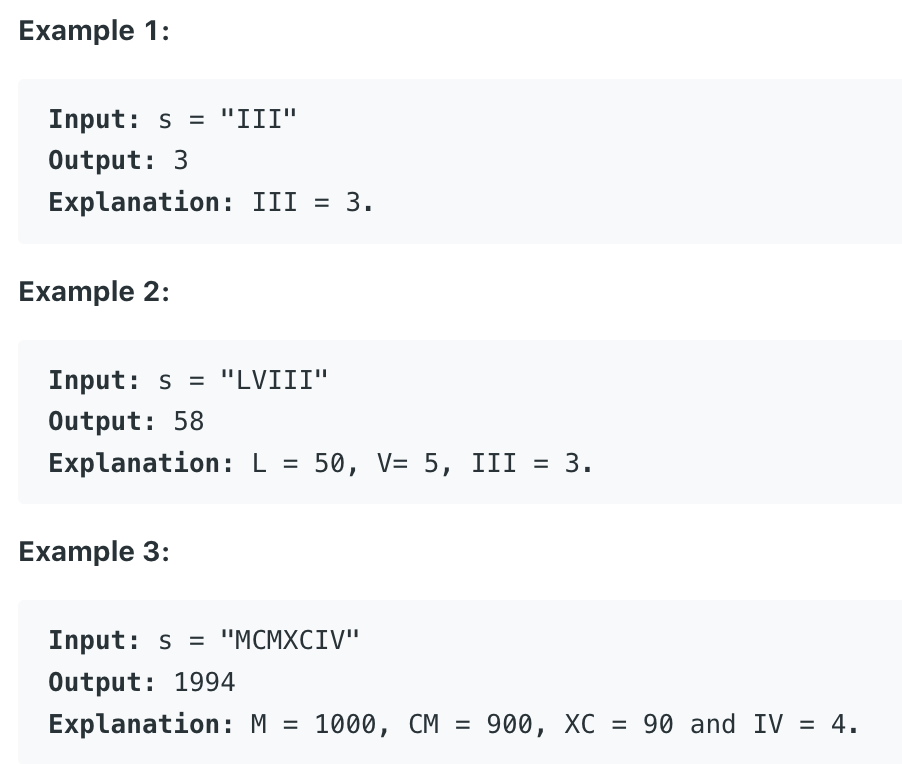 Example 1:
Input: s = "III"
Output: 3
Explanation: III = 3.
Example 2:
Input: s = "LVIII"
Output: 58
Explanation: L = 50, V= 5, III = 3.
Example 3:
Input: s = "MCMXCIV"
Output: 1994
Explanation: M = 1000, CM = 900, XC = 90 and IV = 4.